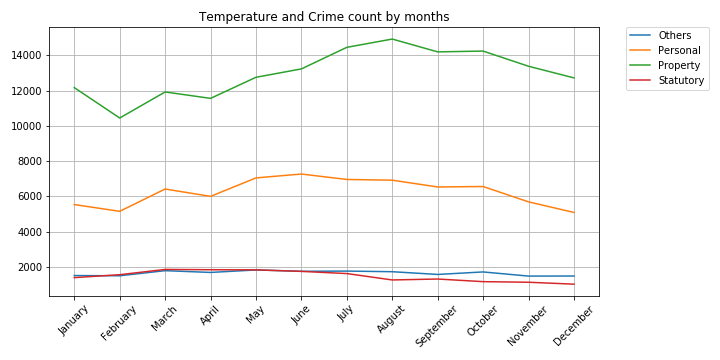 Temperature and Crime count by months
14000
12000
10000
8000
6000
4000
2000
January
February
March
April
May
June
July
August
September
October
November
December
Others
Personal
Property
Statutory